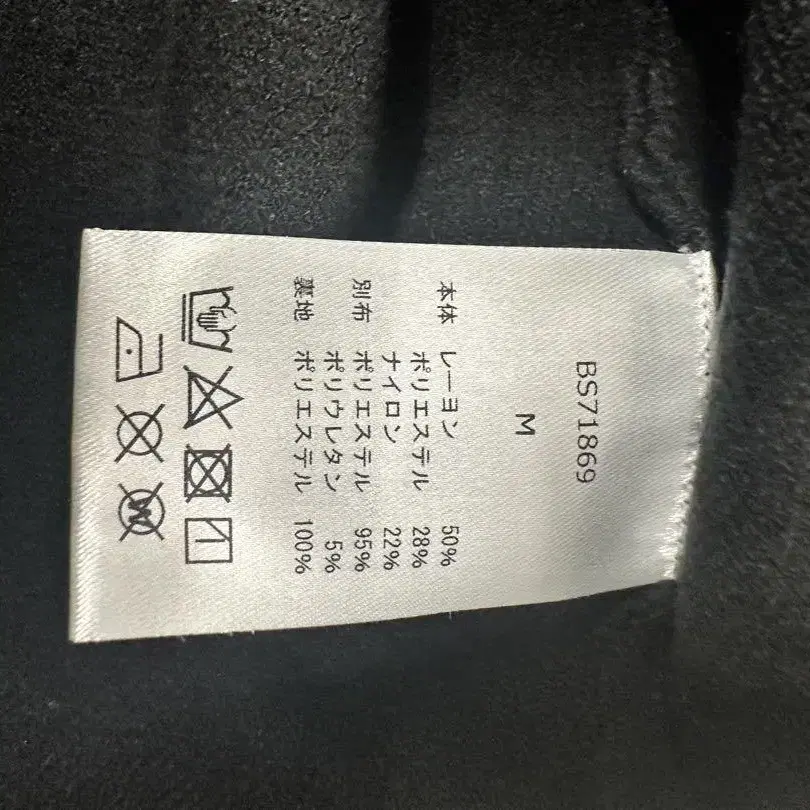 BS71869
M
本体 レーヨン 50%
ポリエステル 28%
ナイロン 22%
別布 ポリエステル 95%
ポリウレタン 5%
裏地 ポリエステル 100%
W